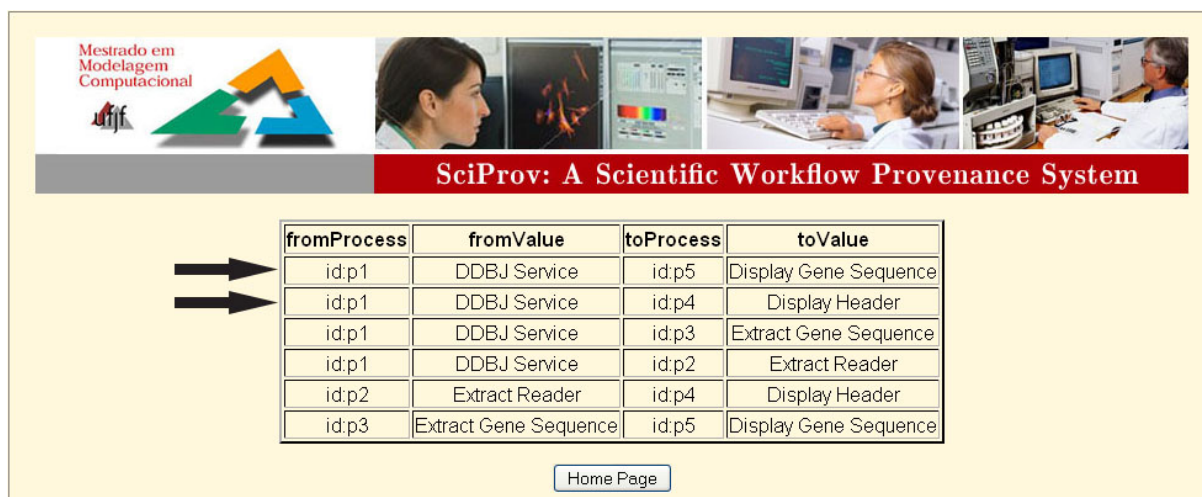 Mestrado em
Modelagem
Computacional
ufjf
SciProv: A Scientific Workflow Provenance System
fromProcess fromValue toProcess toValue
id:p1 DDBJ Service id:p5 Display Gene Sequence
id:p1 DDBJ Service id:p4 Display Header
id:p1 DDBJ Service id:p3 Extract Gene Sequence
id:p1 DDBJ Service id:p2 Extract Reader
id:p2 Extract Reader id:p4 Display Header
id:p3 Extract Gene Sequence id:p5 Display Gene Sequence
Home Page